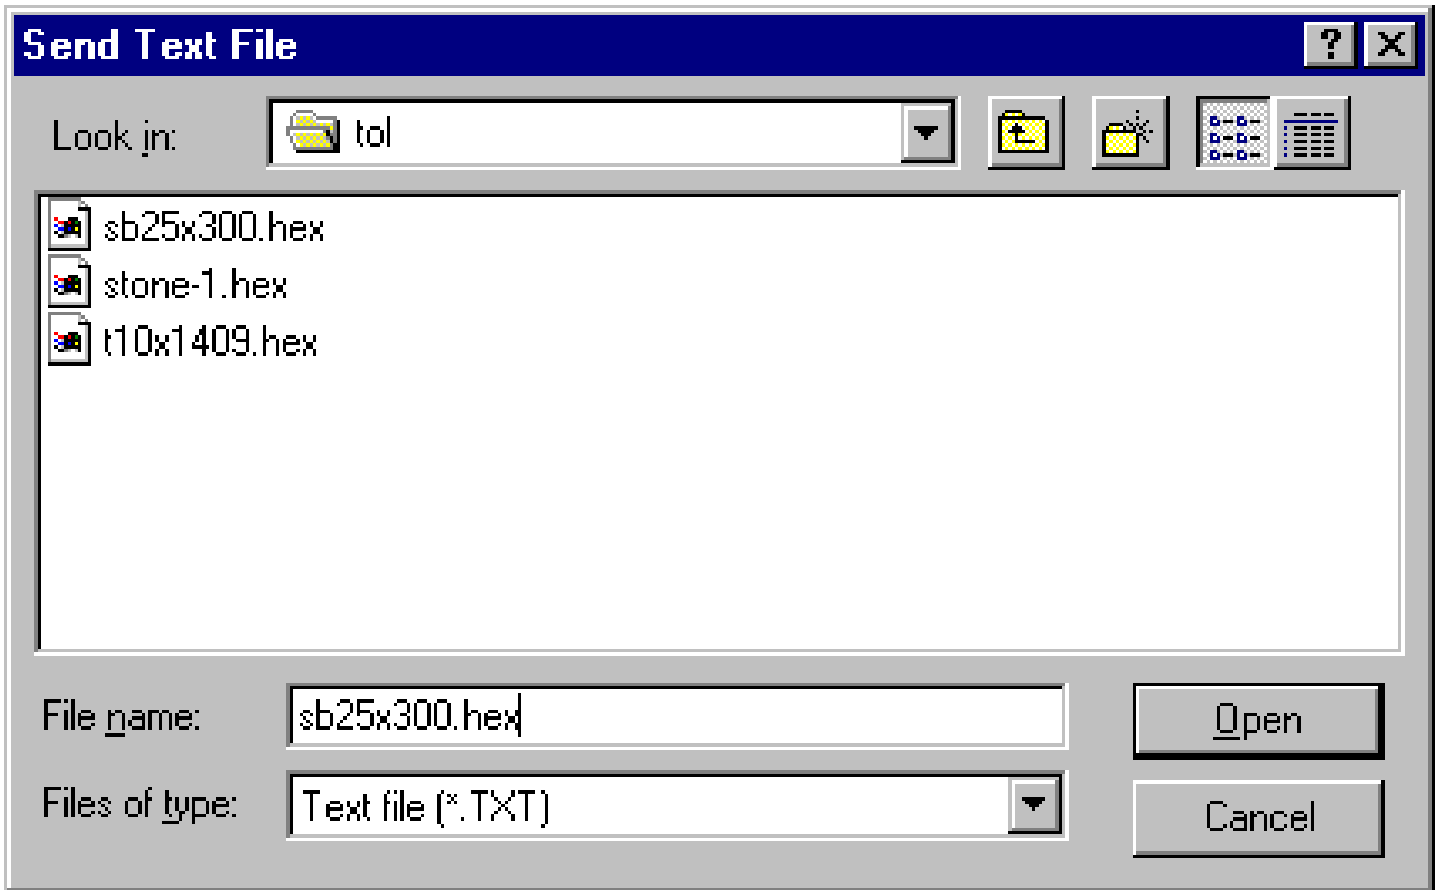 Send Text File
Look in: tol
sb25x300.hex
stone-1.hex
t10x1409.hex
File name: sb25x300.hex Open
Files of type: Text file (*.TXT) Cancel